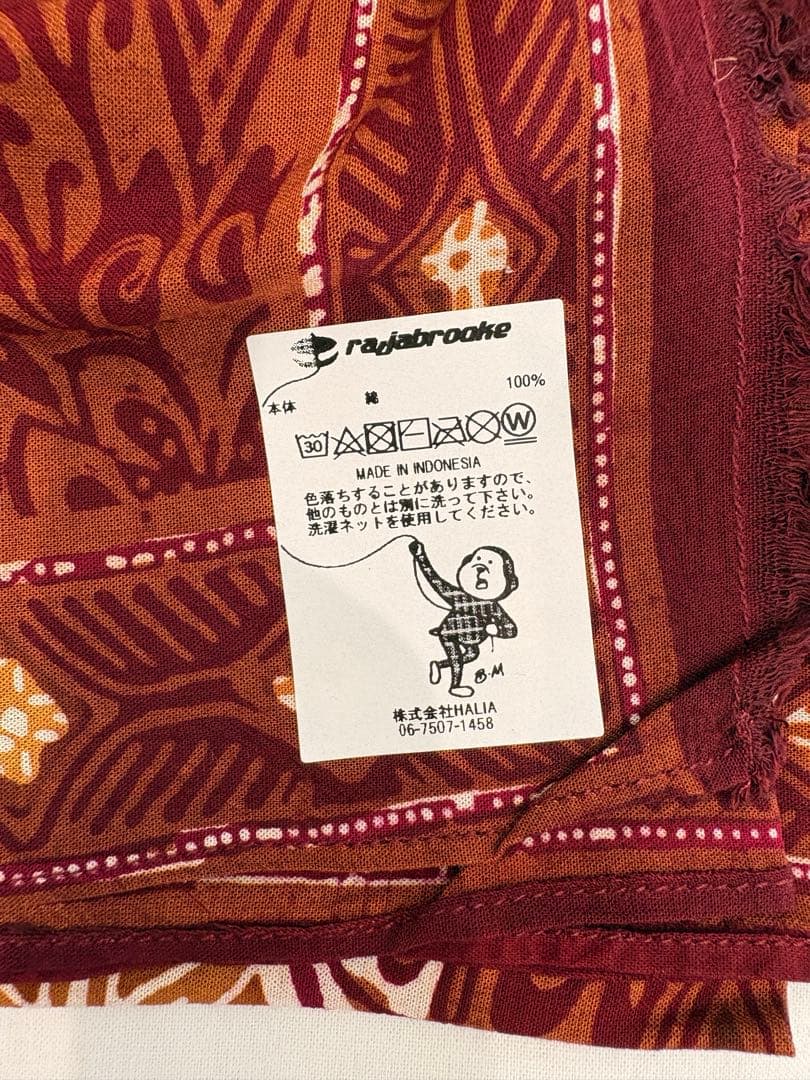 radjabrooke
本体 綿 100%
30 W
MADE IN INDONESIA
色落ちすることがありますので、
他のものとは別に洗って下さい。
洗濯ネットを使用してください。
B.M
株式会社HALIA
06-7507-1458